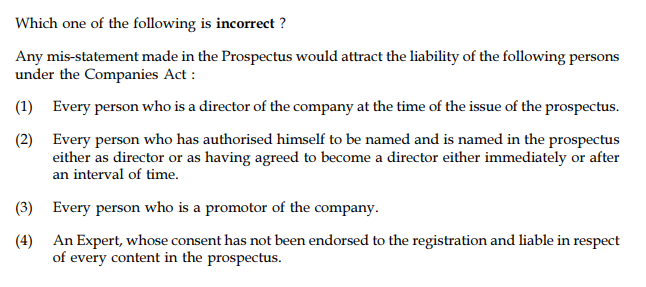 Which one of the following is incorrect ?
Any mis-statement made in the Prospectus would attract the liability of the following persons
under the Companies Act :
(1) Every person who is a director of the company at the time of the issue of the prospectus.
(2) Every person who has authorised himself to be named and is named in the prospectus
either as director or as having agreed to become a director either immediately or after
an interval of time.
(3) Every person who is a promotor of the company.
(4) An Expert, whose consent has not been endorsed to the registration and liable in respect
of every content in the prospectus.